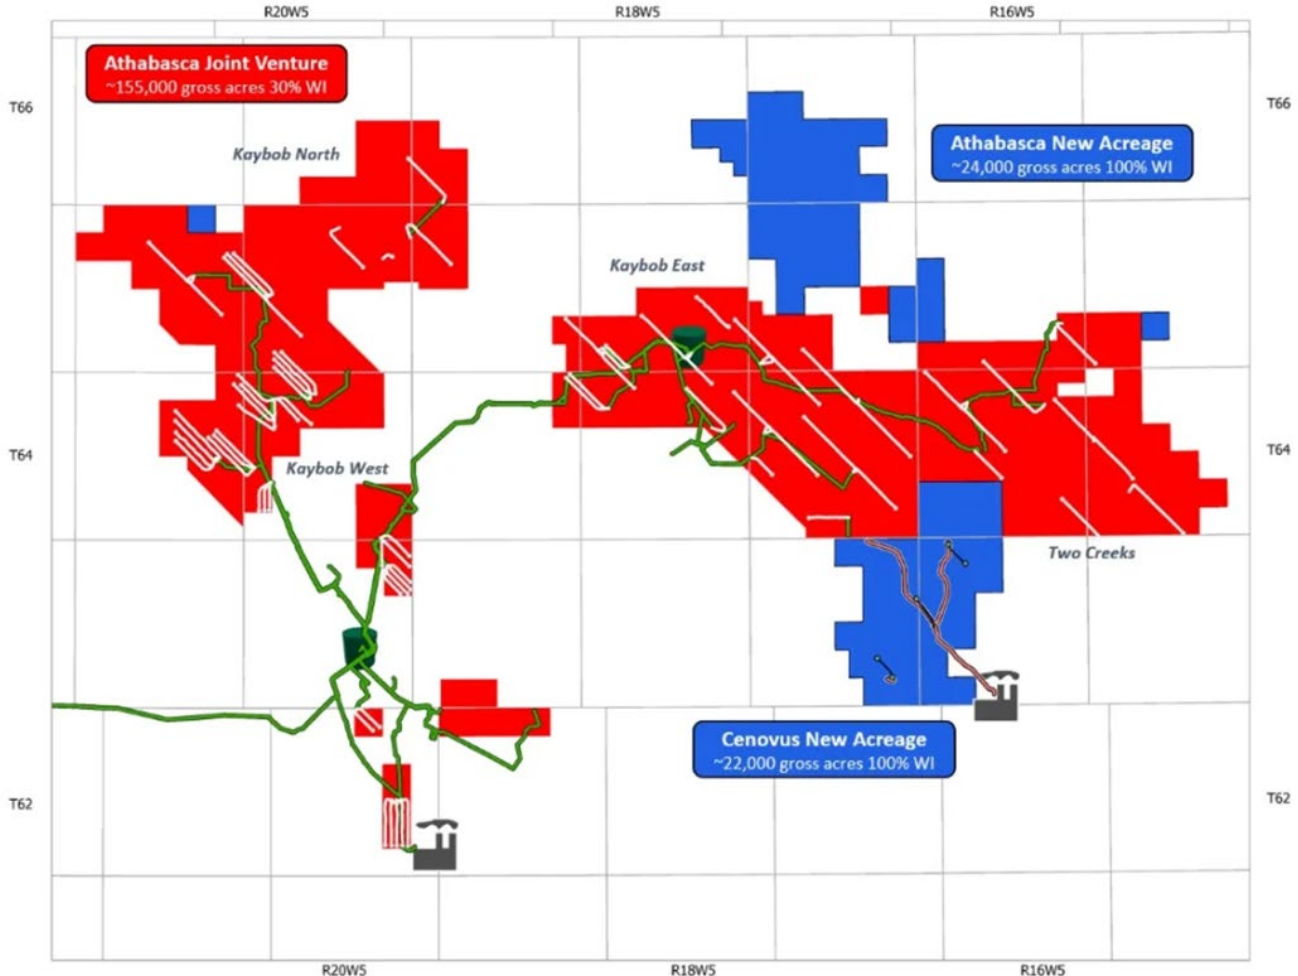 R20W5
R18W5
R16W5
Athabasca Joint Venture
~155,000 gross acres 30% WI
T66
T66
Kaybob North
Athabasca New Acreage
~24,000 gross acres 100% WI
Kaybob East
T64
T64
Kaybob West
Two Creeks
Cenovus New Acreage
~22,000 gross acres 100% WI
T62
T62
R20W5
R18W5
R16W5